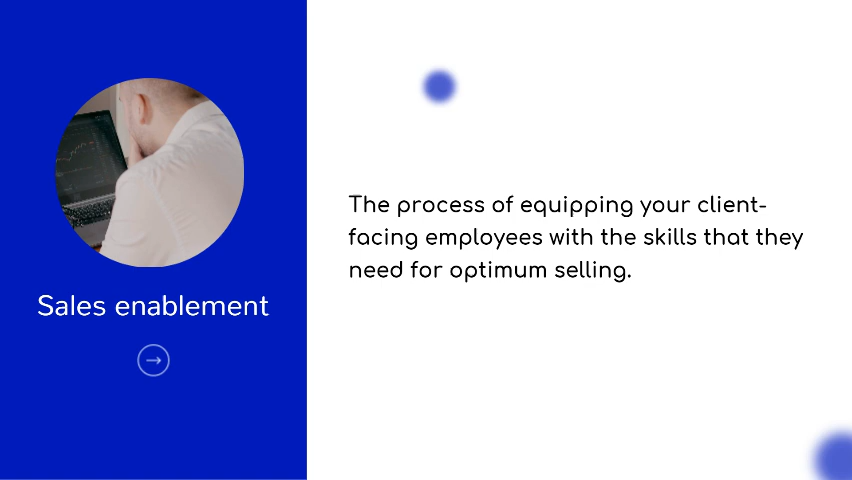 Sales enablement
The process of equipping your client-
facing employees with the skills that they
need for optimum selling.